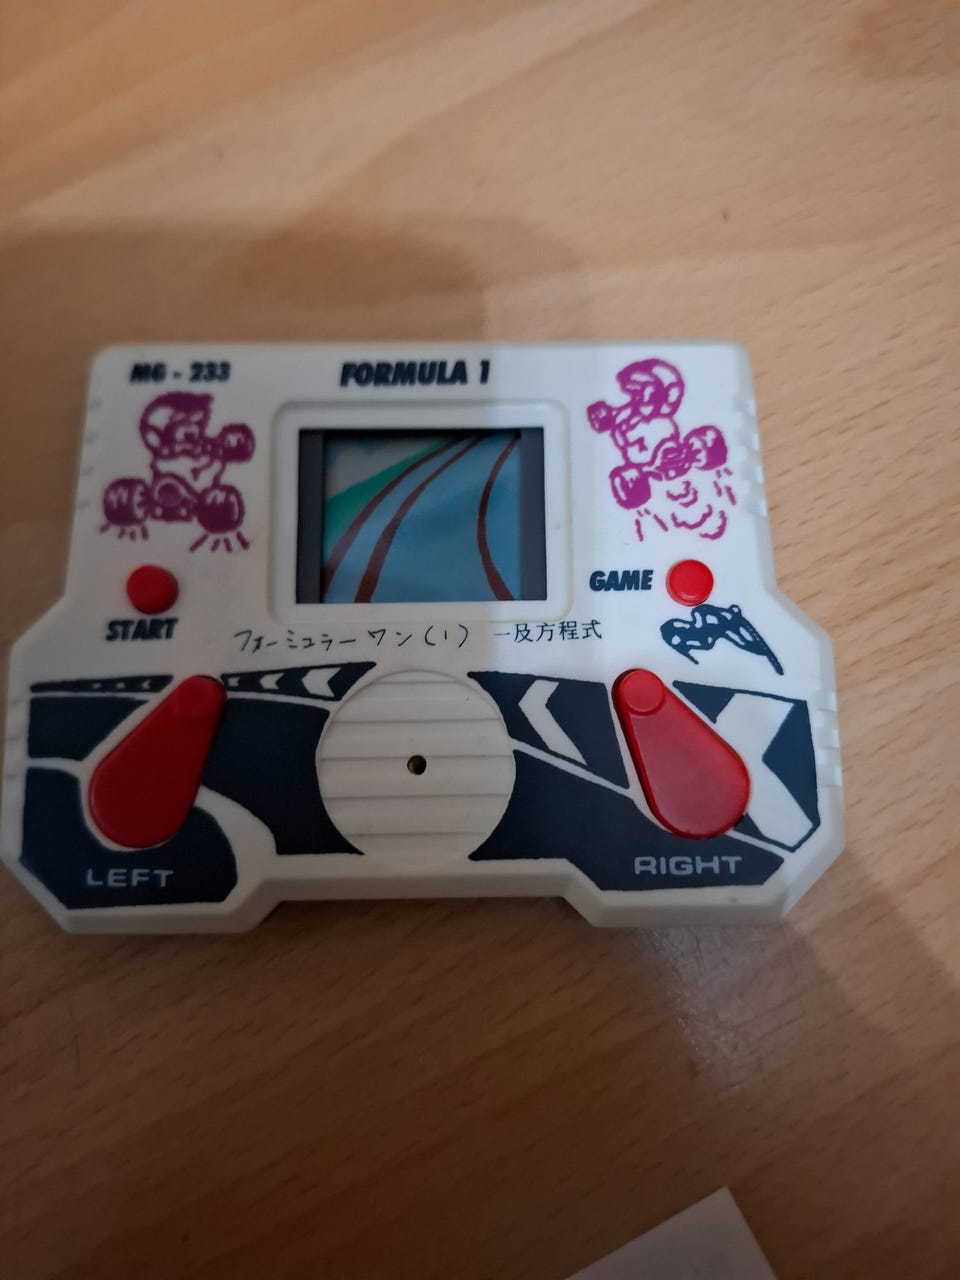 MG - 233
FORMULA 1
GAME
START
フォーミュラー ワン (1) 一及方程式
LEFT
RIGHT